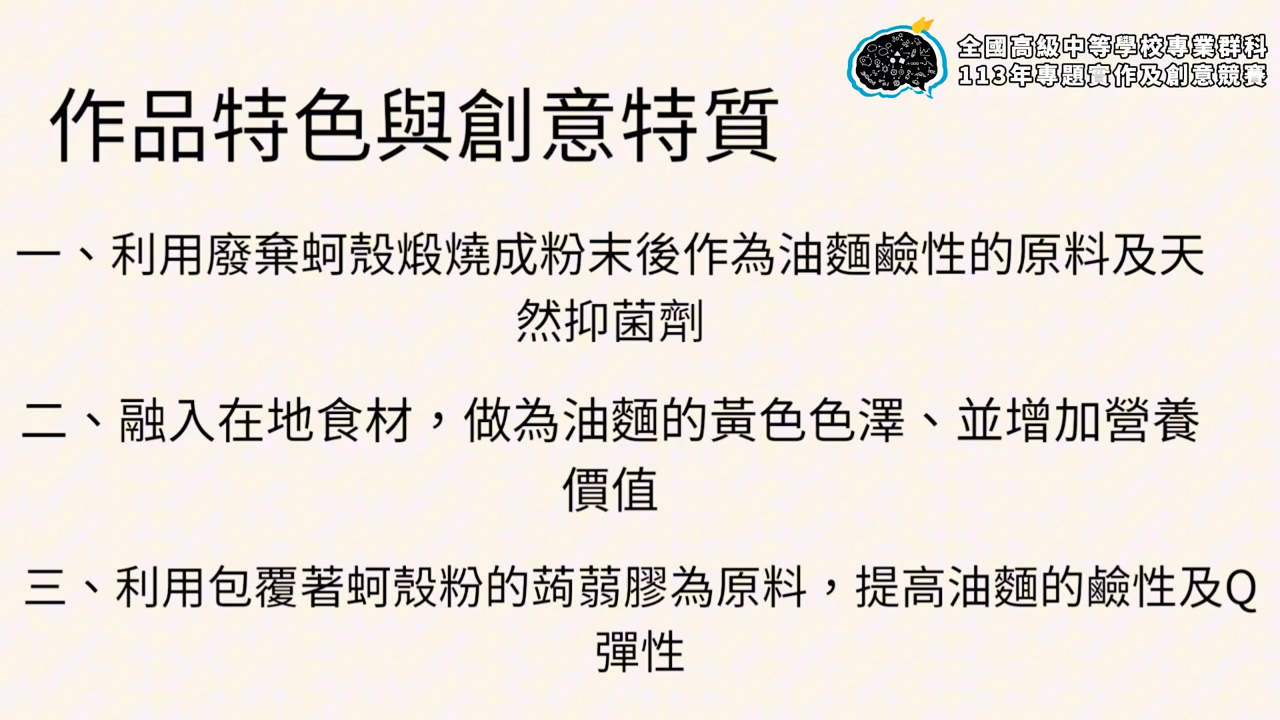 全國高級中等學校專業群科
113年專題實作及創意競賽
作品特色與創意特質
一、利用廢棄蚵殼煅燒成粉末後作為油麵鹼性的原料及天
然抑菌劑
二、融入在地食材，做為油麵的黃色色澤、並增加營養
價值
三、利用包覆著蚵殼粉的蒟蒻膠為原料，提高油麵的鹼性及Q
彈性